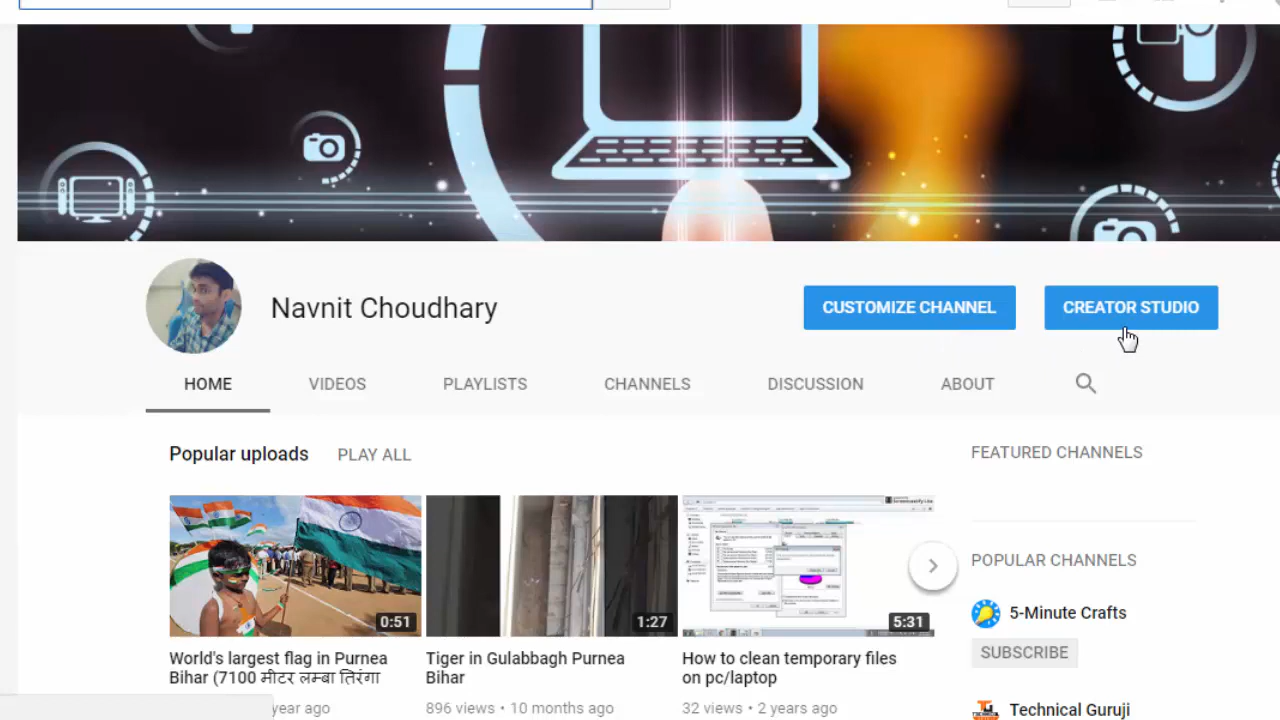 Navnit Choudhary
CUSTOMIZE CHANNEL
CREATOR STUDIO
HOME
VIDEOS
PLAYLISTS
CHANNELS
DISCUSSION
ABOUT
Popular uploads
PLAY ALL
FEATURED CHANNELS
0:51
1:27
5:31
World's largest flag in Purnea
Bihar (7100 मीटर लम्बा तिरंगा
year ago
Tiger in Gulabbagh Purnea
Bihar
896 views • 10 months ago
How to clean temporary files
on pc/laptop
32 views • 2 years ago
POPULAR CHANNELS
5-Minute Crafts
SUBSCRIBE
Technical Guruji